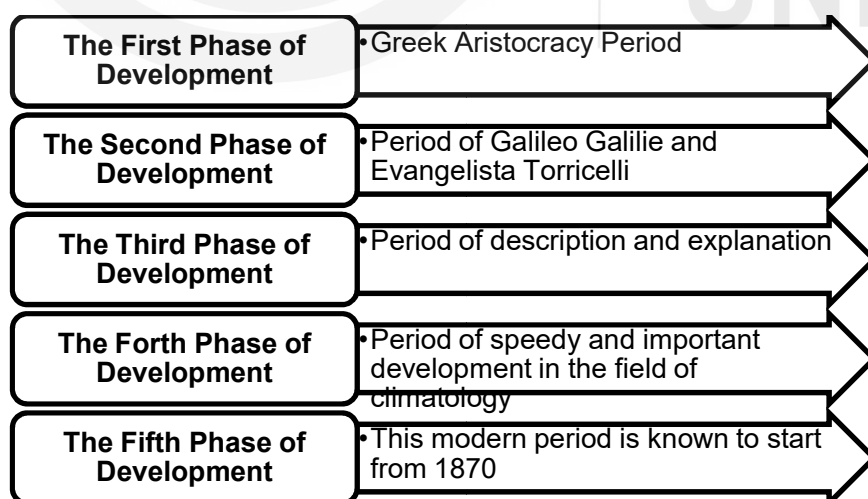 The First Phase of
Development
•Greek Aristocracy Period
The Second Phase of
Development
•Period of Galileo Galilie and
Evangelista Torricelli
The Third Phase of
Development
•Period of description and explanation
The Forth Phase of
Development
•Period of speedy and important
development in the field of
climatology
The Fifth Phase of
Development
•This modern period is known to start
from 1870